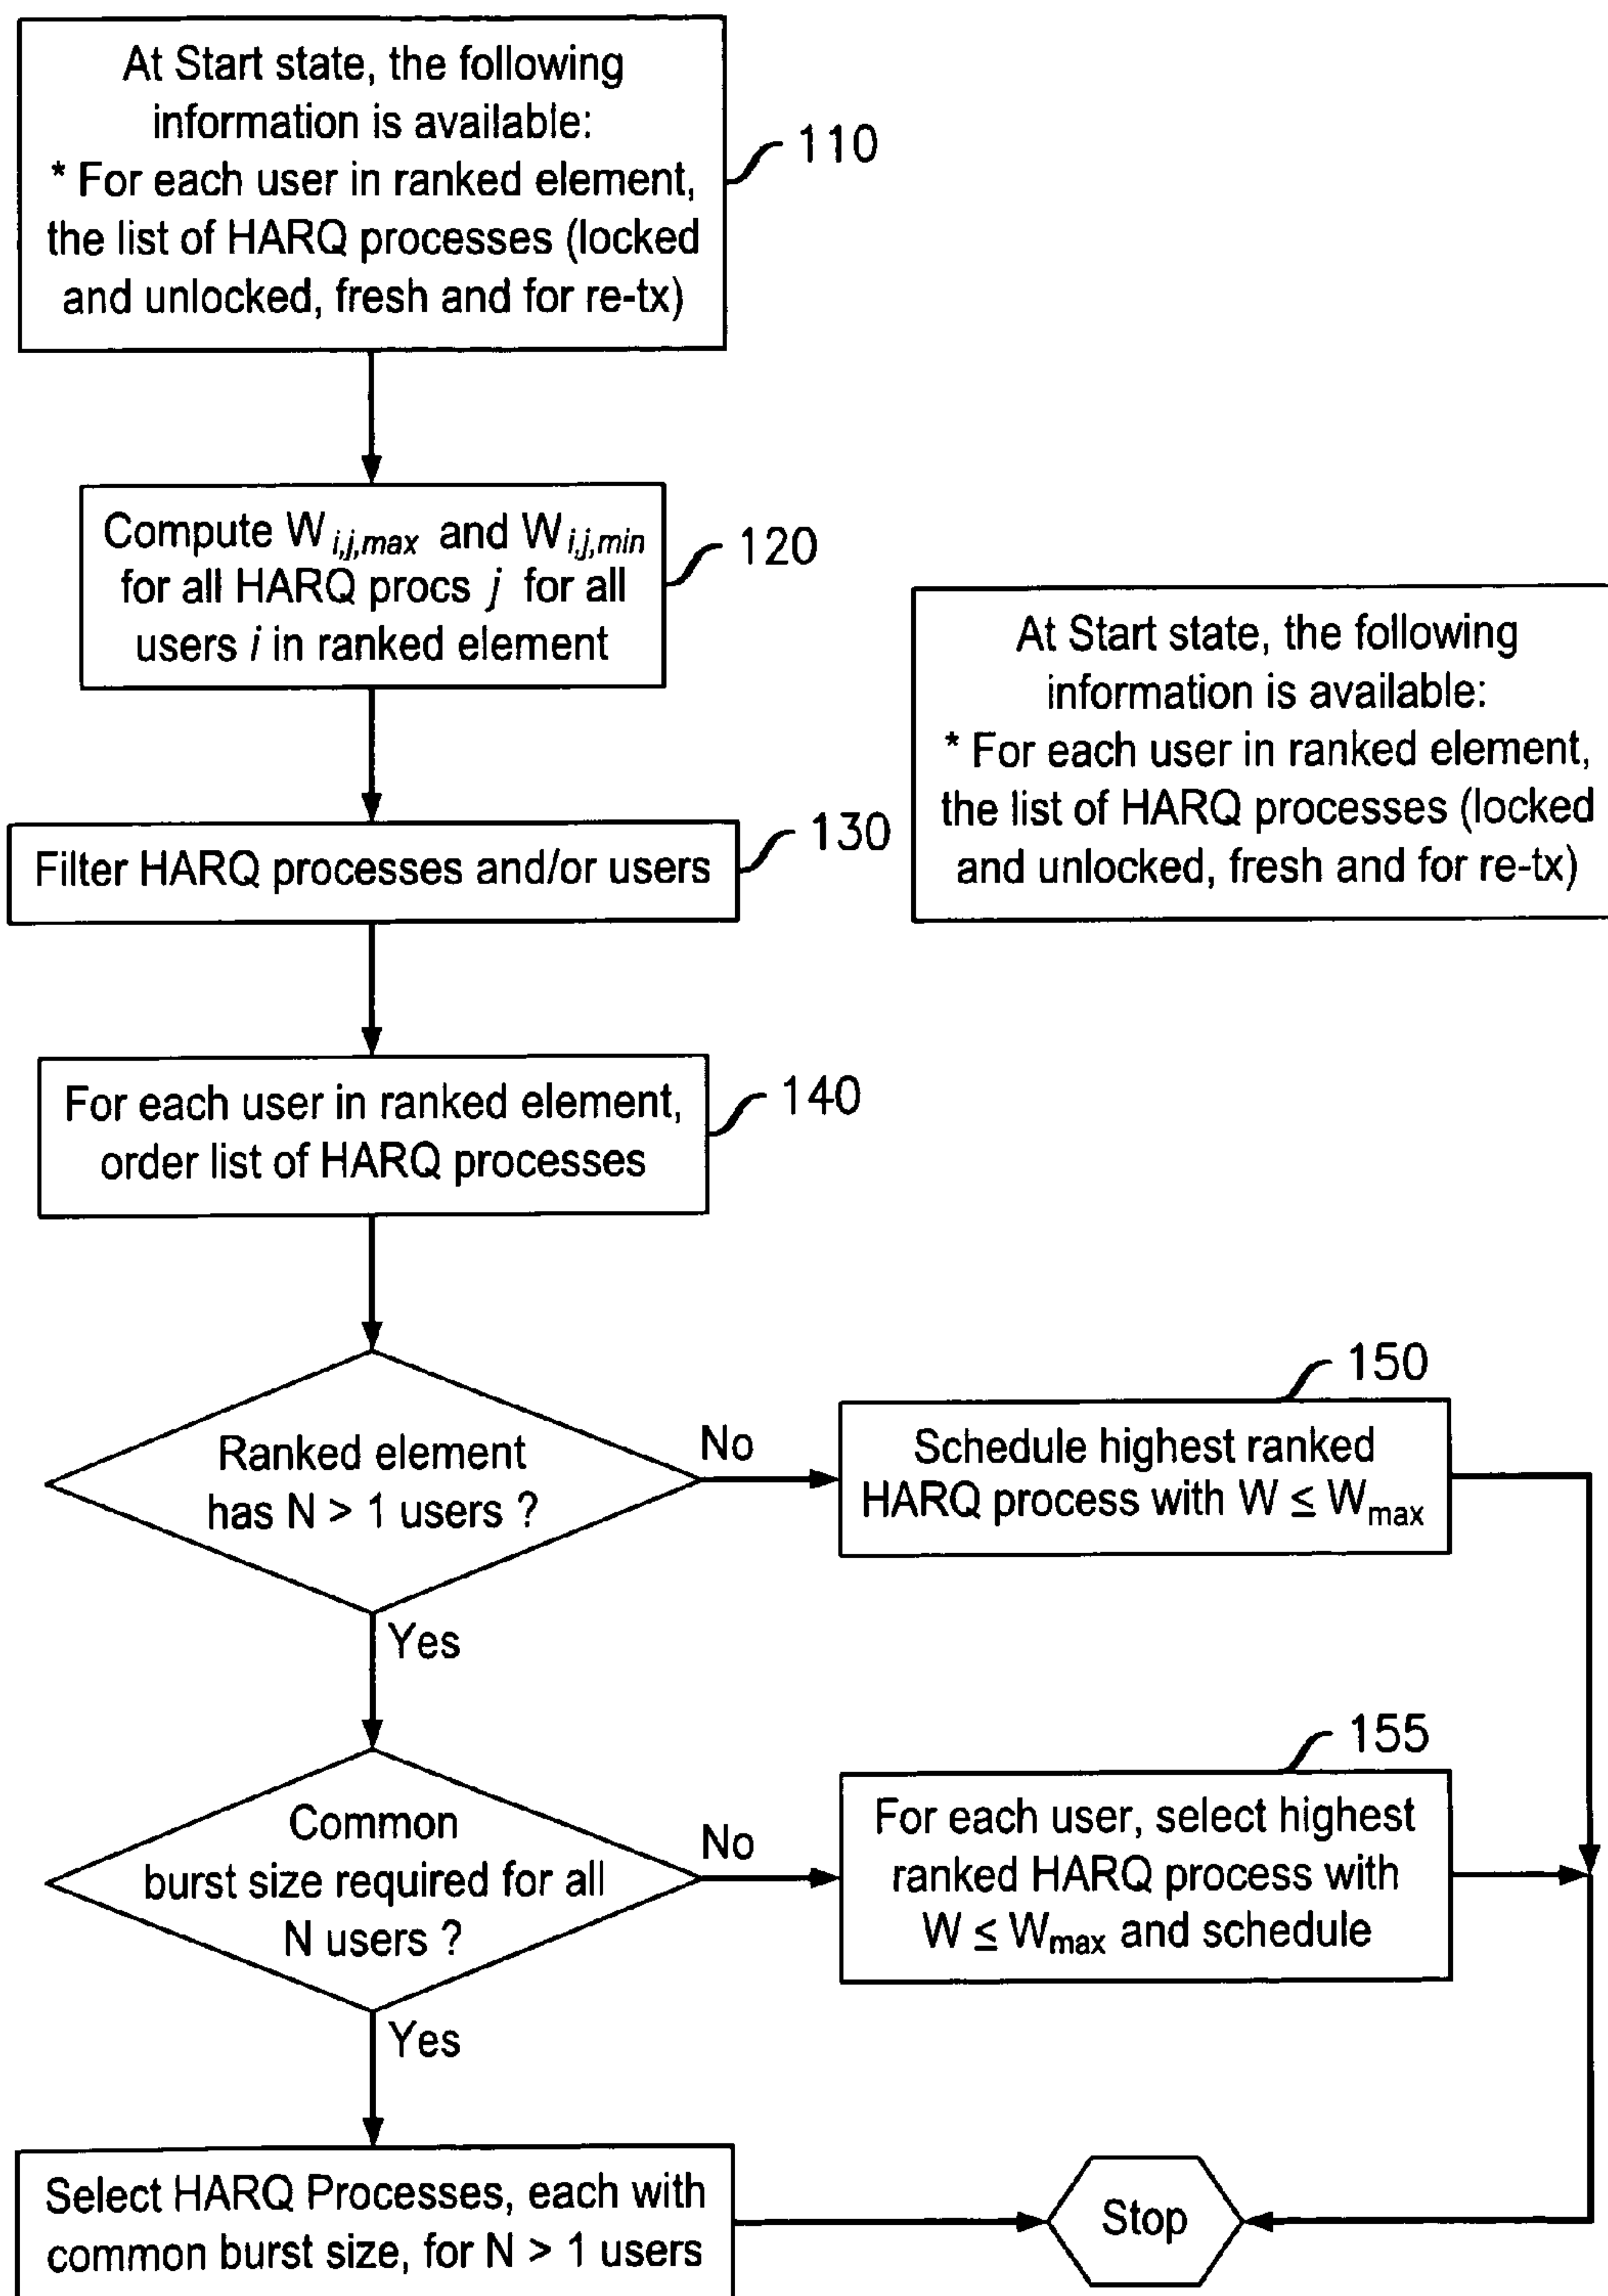 At Start state, the following
information is available:
* For each user in ranked element,
the list of HARQ processes (locked
and unlocked, fresh and for re-tx)
110
Compute W i,j,max and W i,j,min
for all HARQ procs j for all
users i in ranked element
120
At Start state, the following
information is available:
* For each user in ranked element,
the list of HARQ processes (locked
and unlocked, fresh and for re-tx)
Filter HARQ processes and/or users
130
For each user in ranked element,
order list of HARQ processes
140
Ranked element
has N > 1 users ?
No
150
Schedule highest ranked
HARQ process with W ≤ Wmax
Yes
Common
burst size required for all
N users ?
No
155
For each user, select highest
ranked HARQ process with
W ≤ Wmax and schedule
Yes
Select HARQ Processes, each with
common burst size, for N > 1 users
Stop